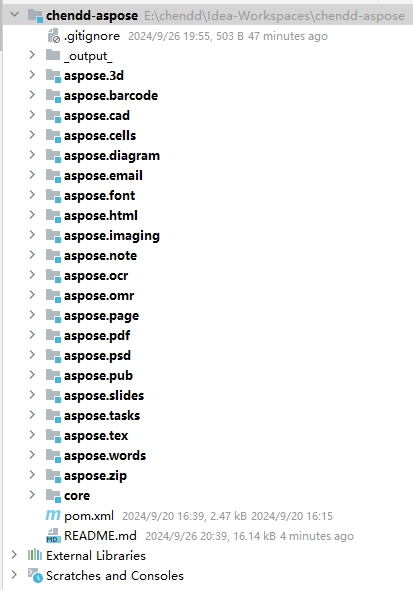 chendd-aspose E:\chendd\Idea-Workspaces\chendd-aspose
.gitignore 2024/9/26 19:55, 503 B 47 minutes ago
_output_
aspose.3d
aspose.barcode
aspose.cad
aspose.cells
aspose.diagram
aspose.email
aspose.font
aspose.html
aspose.imaging
aspose.note
aspose.ocr
aspose.omr
aspose.page
aspose.pdf
aspose.psd
aspose.pub
aspose.slides
aspose.tasks
aspose.tex
aspose.words
aspose.zip
core
m pom.xml 2024/9/20 16:39, 2.47 kB 2024/9/20 16:15
MD README.md 2024/9/26 20:39, 16.14 kB 4 minutes ago
External Libraries
Scratches and Consoles